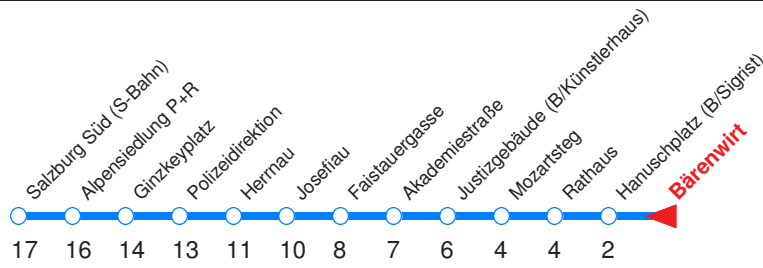 Salzburg Süd (S-Bahn)
Alpensiedlung P+R
Ginzkeyplatz
Polizeidirektion
Herrnau
Josefiau
Faistauergasse
Akademiestraße
Justizgebäude (B/Künstlerhaus)
Mozartsteg
Rathaus
Hanuschplatz (B/Sigrist)
Bärenwirt
17 16 14 13 11 10 8 7 6 4 4 2